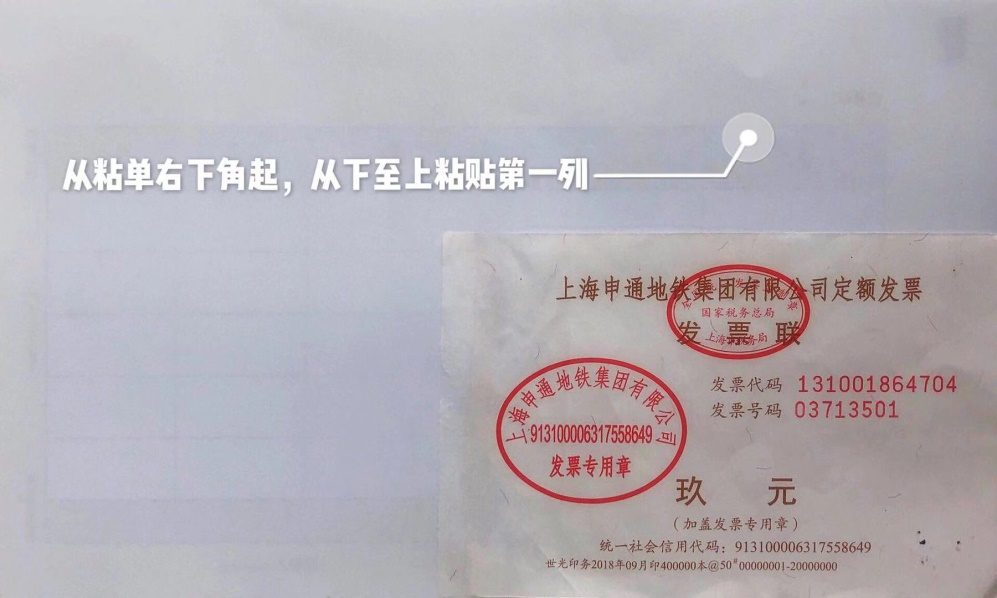 从粘单右下角起，从下至上粘贴第一列
上海申通地铁集团有限公司定额发票
国家税务总局
发票联
上海申通地铁集团有限公司
913100006317558649
发票专用章
发票代码 131001864704
发票号码 03713501
玖 元
（加盖发票专用章）
统一社会信用代码：913100006317558649
世光印务2018年09月印400000本@50#00000001-20000000